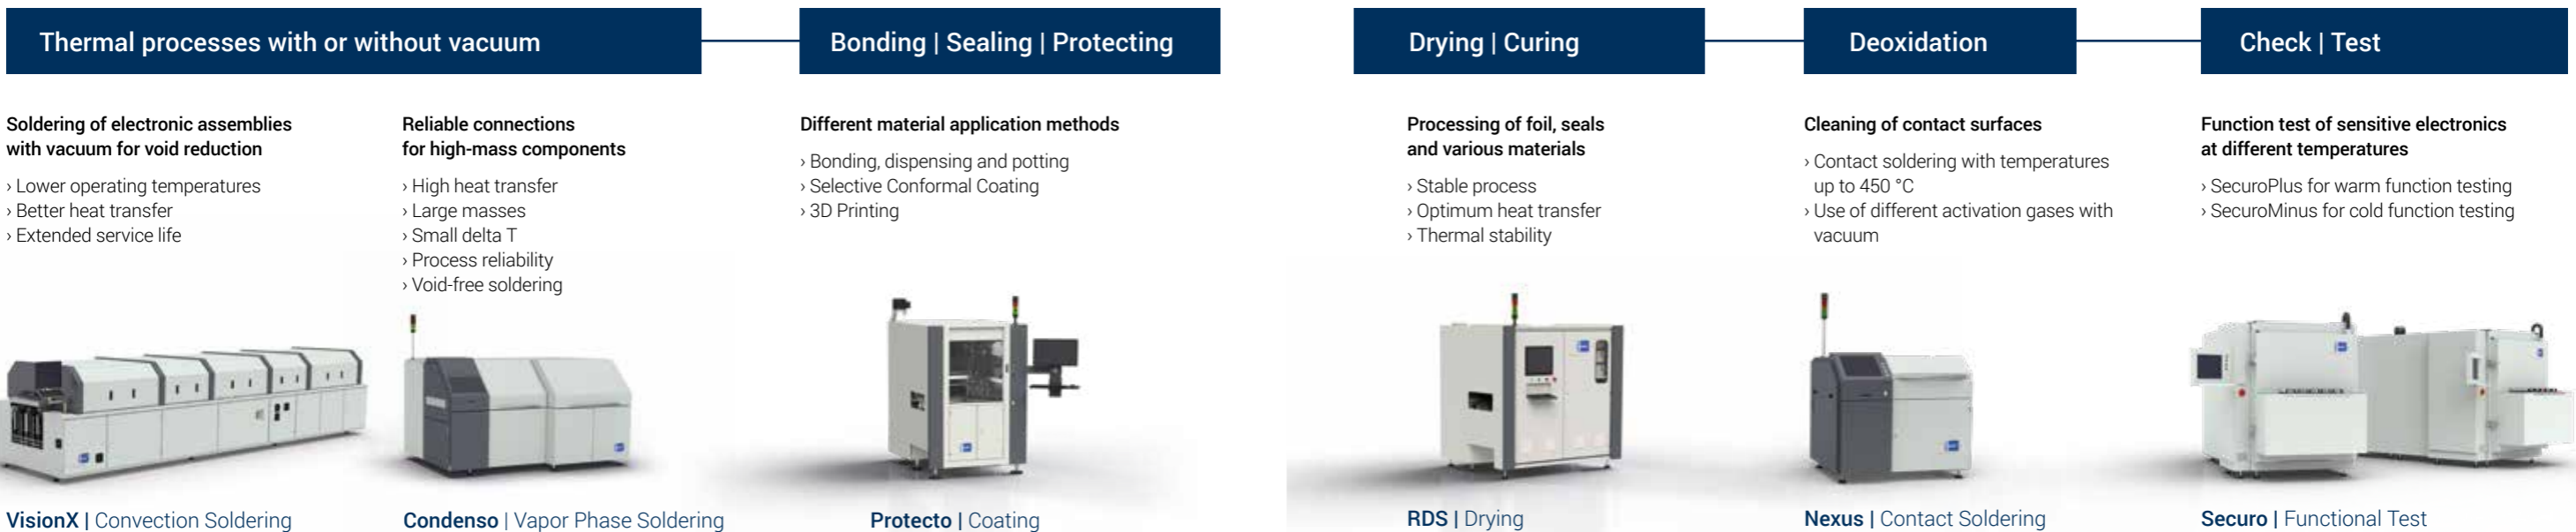 Thermal processes with or without vacuum
Bonding | Sealing | Protecting
Drying | Curing
Deoxidation
Check | Test
Soldering of electronic assemblies
with vacuum for void reduction
› Lower operating temperatures
› Better heat transfer
› Extended service life
Reliable connections
for high-mass components
› High heat transfer
› Large masses
› Small delta T
› Process reliability
› Void-free soldering
Different material application methods
› Bonding, dispensing and potting
› Selective Conformal Coating
› 3D Printing
Processing of foil, seals
and various materials
› Stable process
› Optimum heat transfer
› Thermal stability
Cleaning of contact surfaces
› Contact soldering with temperatures
up to 450 °C
› Use of different activation gases with
vacuum
Function test of sensitive electronics
at different temperatures
› SecuroPlus for warm function testing
› SecuroMinus for cold function testing
VisionX | Convection Soldering
Condenso | Vapor Phase Soldering
Protecto | Coating
RDS | Drying
Nexus | Contact Soldering
Securo | Functional Test